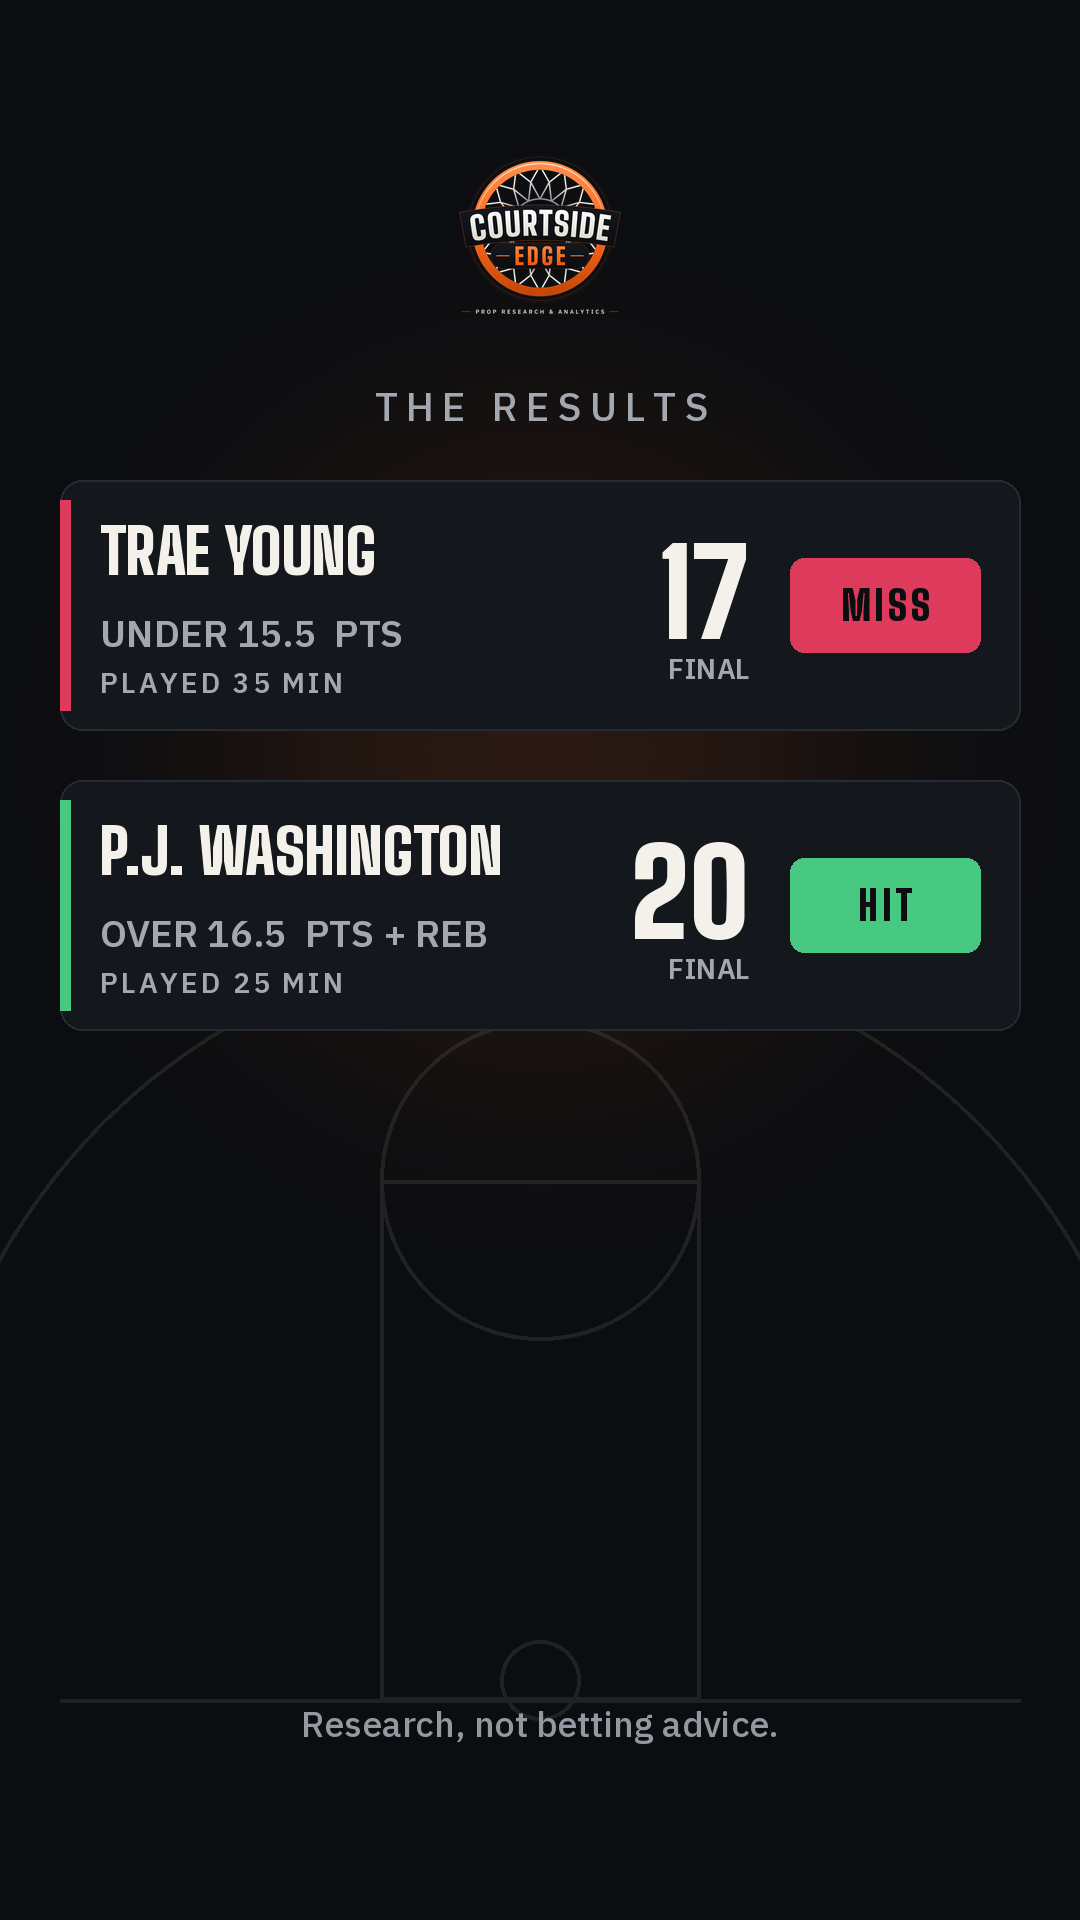 COURTSIDE
EDGE
PROP RESEARCH & ANALYTICS
THE RESULTS
TRAE YOUNG
UNDER 15.5 PTS
PLAYED 35 MIN
17
FINAL
MISS
P.J. WASHINGTON
OVER 16.5 PTS + REB
PLAYED 25 MIN
20
FINAL
HIT
Research, not betting advice.